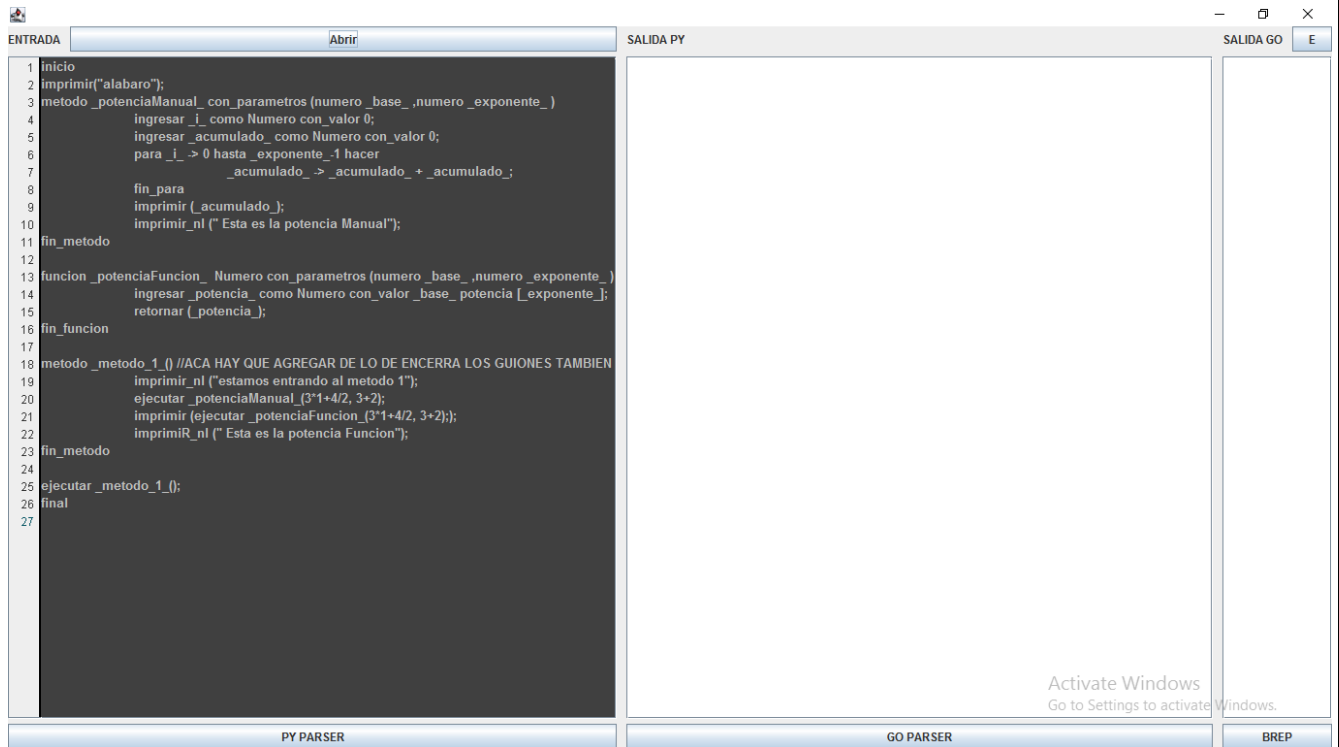 ENTRADA Abrir SALIDA PY SALIDA GO E
1 inicio
2 imprimir("alabaro");
3 metodo _potenciaManual_ con_parametros (numero _base_ ,numero _exponente_ )
4 ingresar _i_ como Numero con_valor 0;
5 ingresar _acumulado_ como Numero con_valor 0;
6 para _i_ -> 0 hasta _exponente_-1 hacer
7 _acumulado_ -> _acumulado_ + _acumulado_;
8 fin_para
9 imprimir (_acumulado_);
10 imprimir_nl (" Esta es la potencia Manual");
11 fin_metodo
12
13 funcion _potenciaFuncion_ Numero con_parametros (numero _base_ ,numero _exponente_ )
14 ingresar _potencia_ como Numero con_valor _base_ potencia [_exponente_];
15 retornar (_potencia_);
16 fin_funcion
17
18 metodo _metodo_1_() //ACA HAY QUE AGREGAR DE LO DE ENCERRA LOS GUIONES TAMBIEN
19 imprimir_nl ("estamos entrando al metodo 1");
20 ejecutar _potenciaManual_(3*1+4/2, 3+2);
21 imprimir (ejecutar _potenciaFuncion_(3*1+4/2, 3+2););
22 imprimiR_nl (" Esta es la potencia Funcion");
23 fin_metodo
24
25 ejecutar _metodo_1_();
26 final
27
Activate Windows
Go to Settings to activate Windows.
PY PARSER GO PARSER BREP